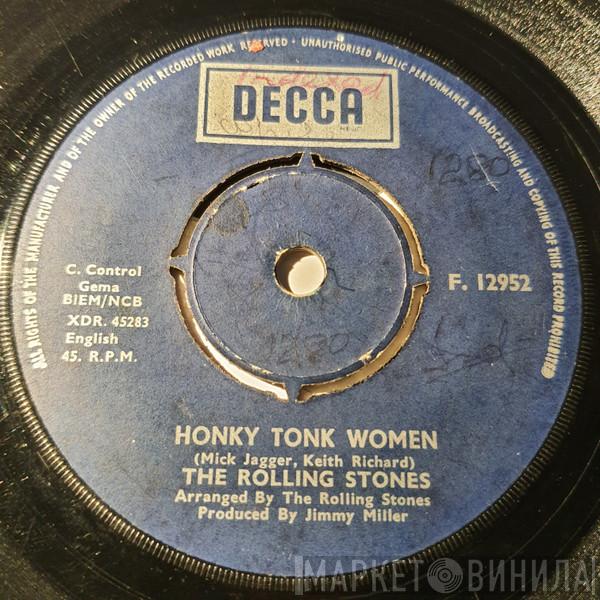 ALL RIGHTS OF THE MANUFACTURER AND OF THE OWNER OF THE RECORDED WORK RESERVED • UNAUTHORISED PUBLIC PERFORMANCE BROADCASTING AND COPYING OF THIS RECORD PROHIBITED
DECCA
1280
C. Control
Gema
BIEM/NCB
XDR. 45283
English
45. R.P.M.
F. 12952
1230
HONKY TONK WOMEN
(Mick Jagger, Keith Richard)
THE ROLLING STONES
Arranged By The Rolling Stones
Produced By Jimmy Miller
МАРКЕТ ВИНИЛА